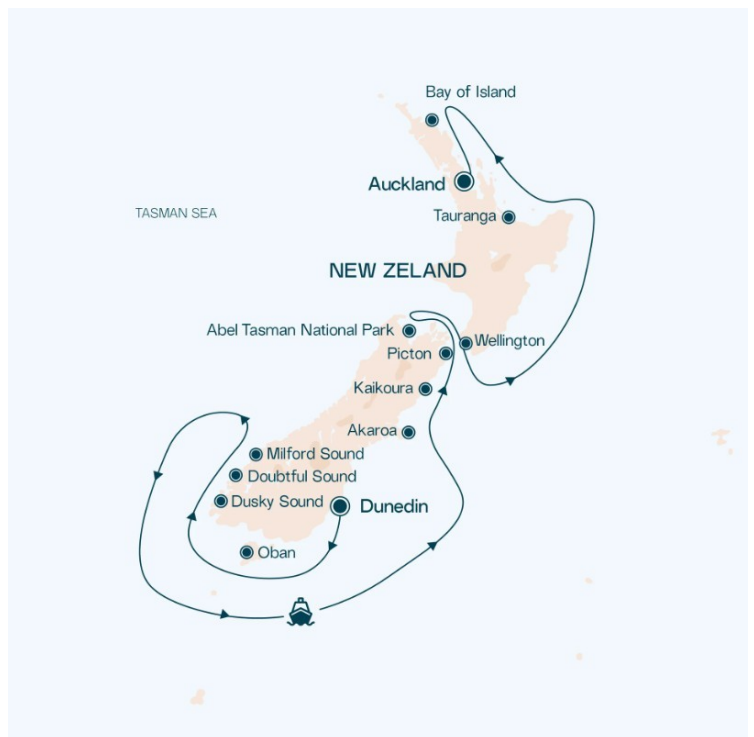 Bay of Island
Auckland
TASMAN SEA
Tauranga
NEW ZELAND
Abel Tasman National Park
Wellington
Picton
Kaikoura
Akaroa
Milford Sound
Doubtful Sound
Dusky Sound
Dunedin
Oban